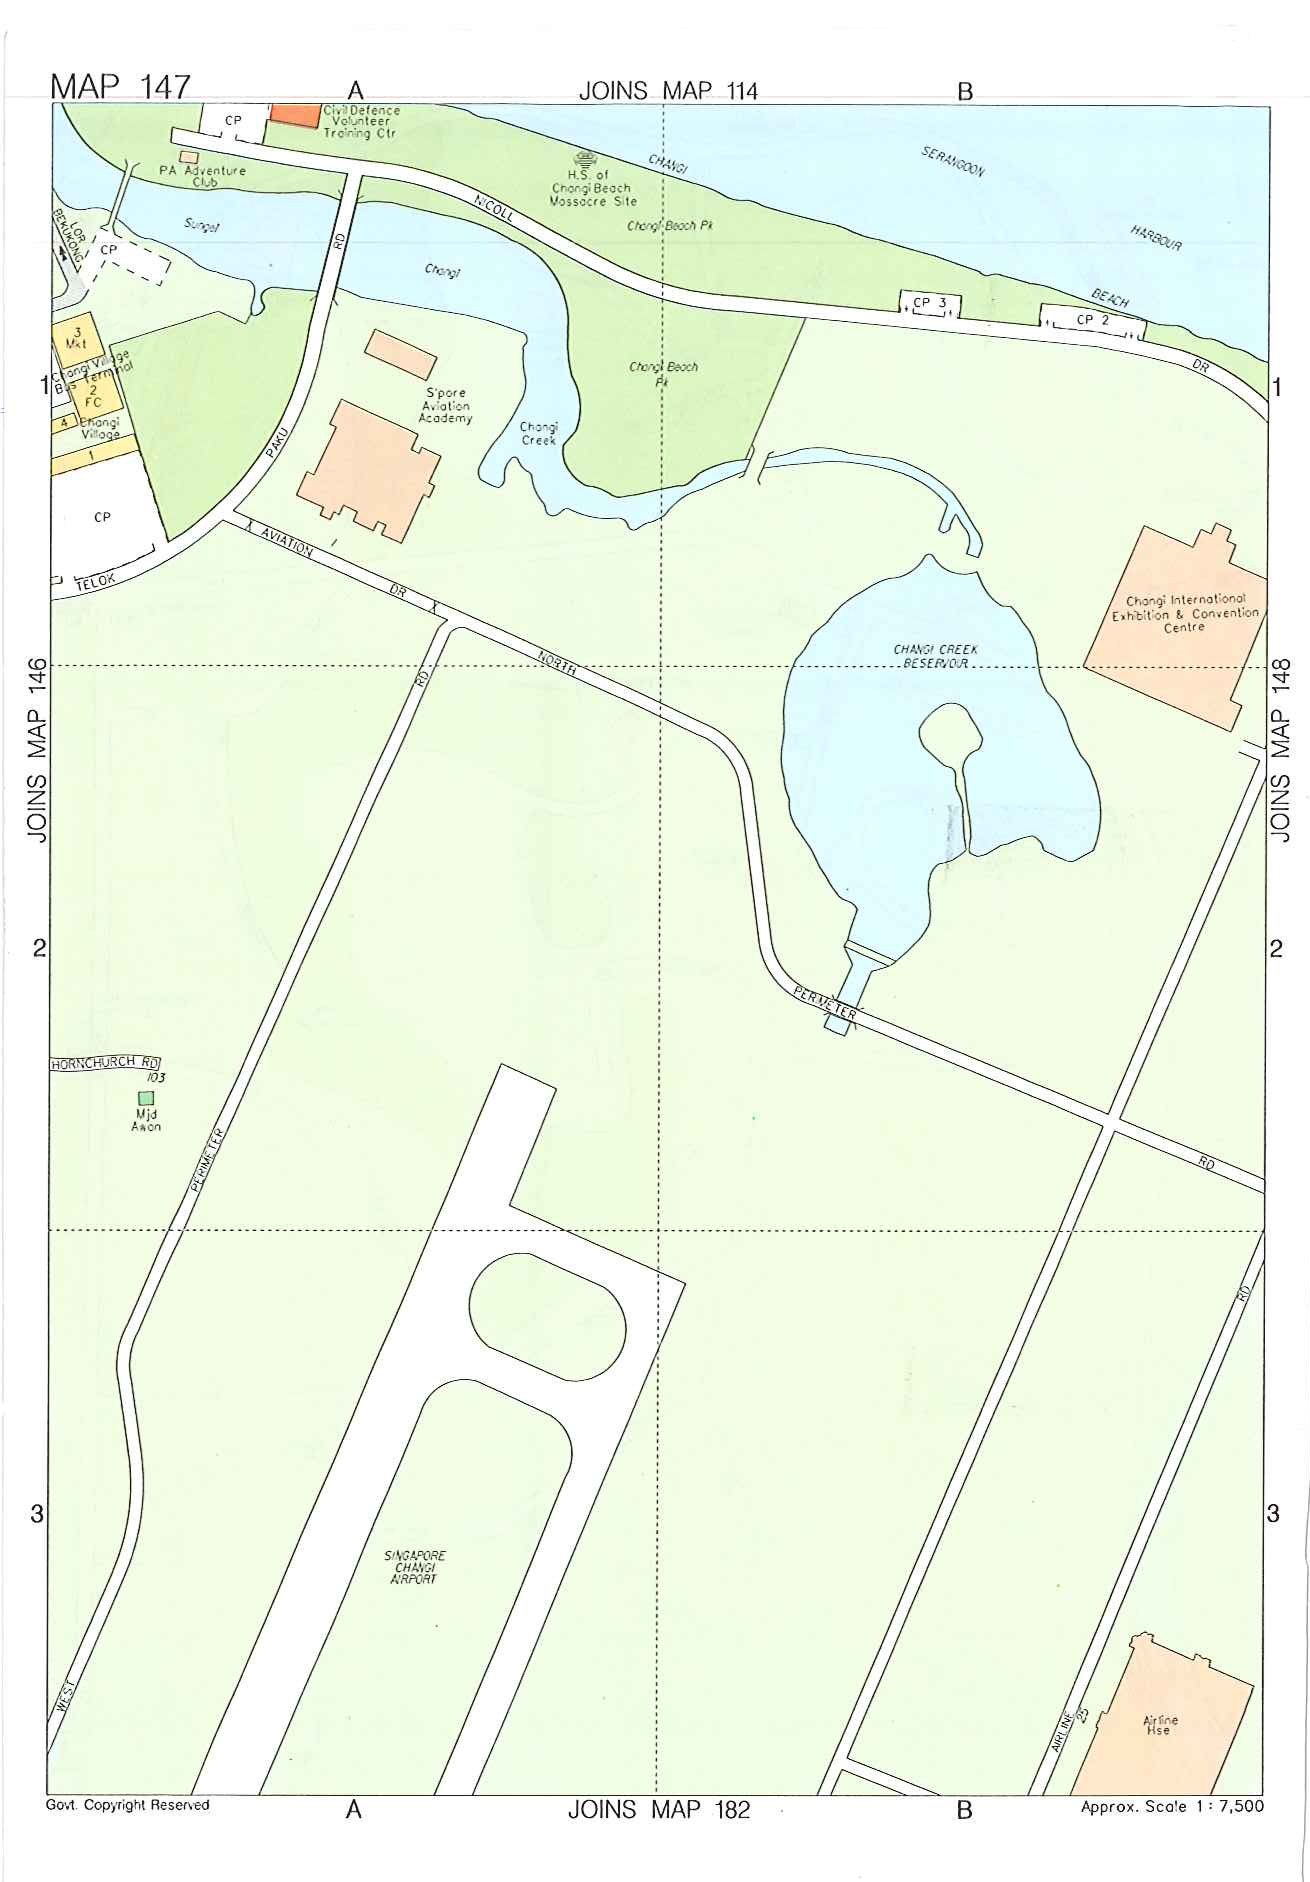 MAP 147
A
JOINS MAP 114
B
CP
Civil Defence
Volunteer
Training Ctr
PA Adventure
Club
H.S. of
Changi Beach
Massacre Site
CHANGI
SERANGOON
HARBOUR
BEACH
Sungei
Changi
LOR
BEKUKONG
CP
RD
NICOLL
Changi Beach Pk
CP 3
CP 2
DR
3
Mkt
Changi Village
Bus Terminal
2
FC
4
Changi
Village
1
CP
1
1
S'pore
Aviation
Academy
Changi
Creek
Changi Beach
Pk
PAKU
TELOK
AVIATION
1
DR
Changi International
Exhibition & Convention
Centre
CHANGI CREEK
RESERVOIR
JOINS MAP 146
JOINS MAP 148
RD
NORTH
2
2
PERIMETER
HORNCHURCH RD
103
Mjd
Awon
PERIMETER
RD
RD
3
3
SINGAPORE
CHANGI
AIRPORT
WEST
AIRLINE
25
Airline
Hse
Govt. Copyright Reserved
A
JOINS MAP 182
B
Approx. Scale 1 : 7,500